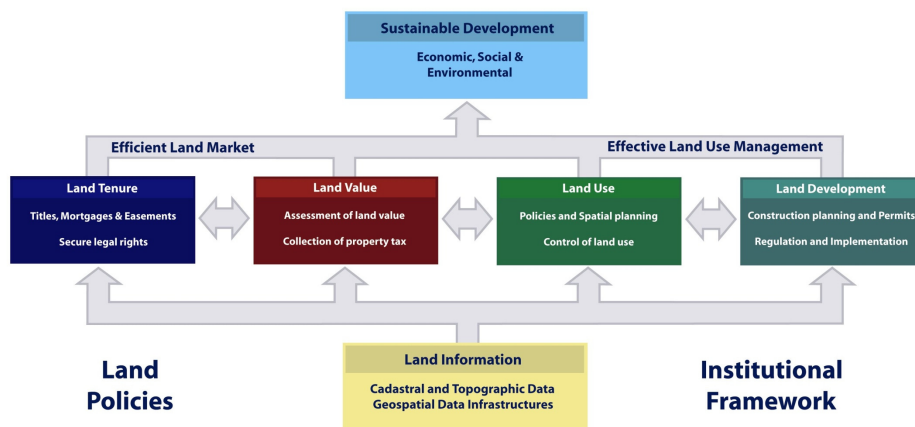 Sustainable Development
Economic, Social &
Environmental
Efficient Land Market
Effective Land Use Management
Land Tenure
Titles, Mortgages & Easements
Secure legal rights
Land Value
Assessment of land value
Collection of property tax
Land Use
Policies and Spatial planning
Control of land use
Land Development
Construction planning and Permits
Regulation and Implementation
Land
Policies
Land Information
Cadastral and Topographic Data
Geospatial Data Infrastructures
Institutional
Framework